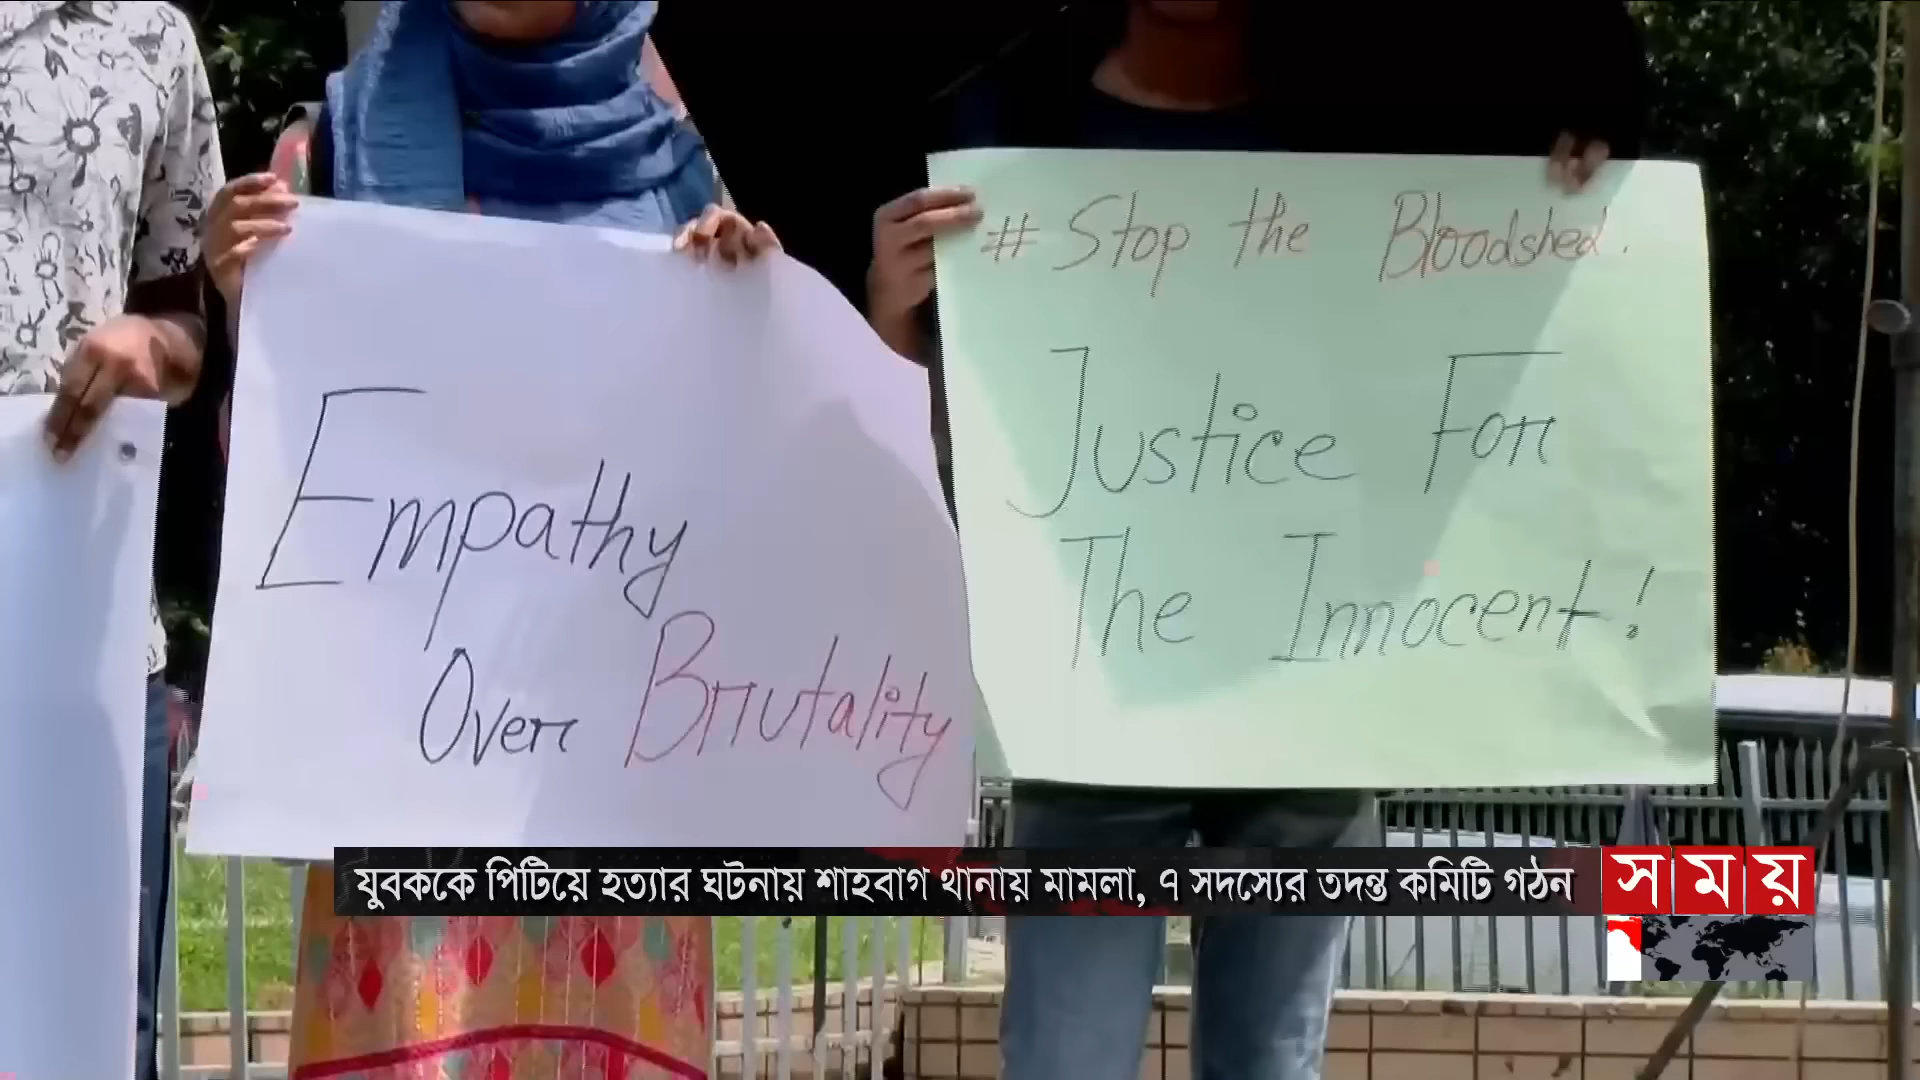 Empathy
Over Brutality
# Stop the Bloodshed.
Justice For
The Innocent!
যুবককে পিটিয়ে হত্যার ঘটনায় শাহবাগ থানায় মামলা, ৭ সদস্যের তদন্ত কমিটি গঠন
সময়